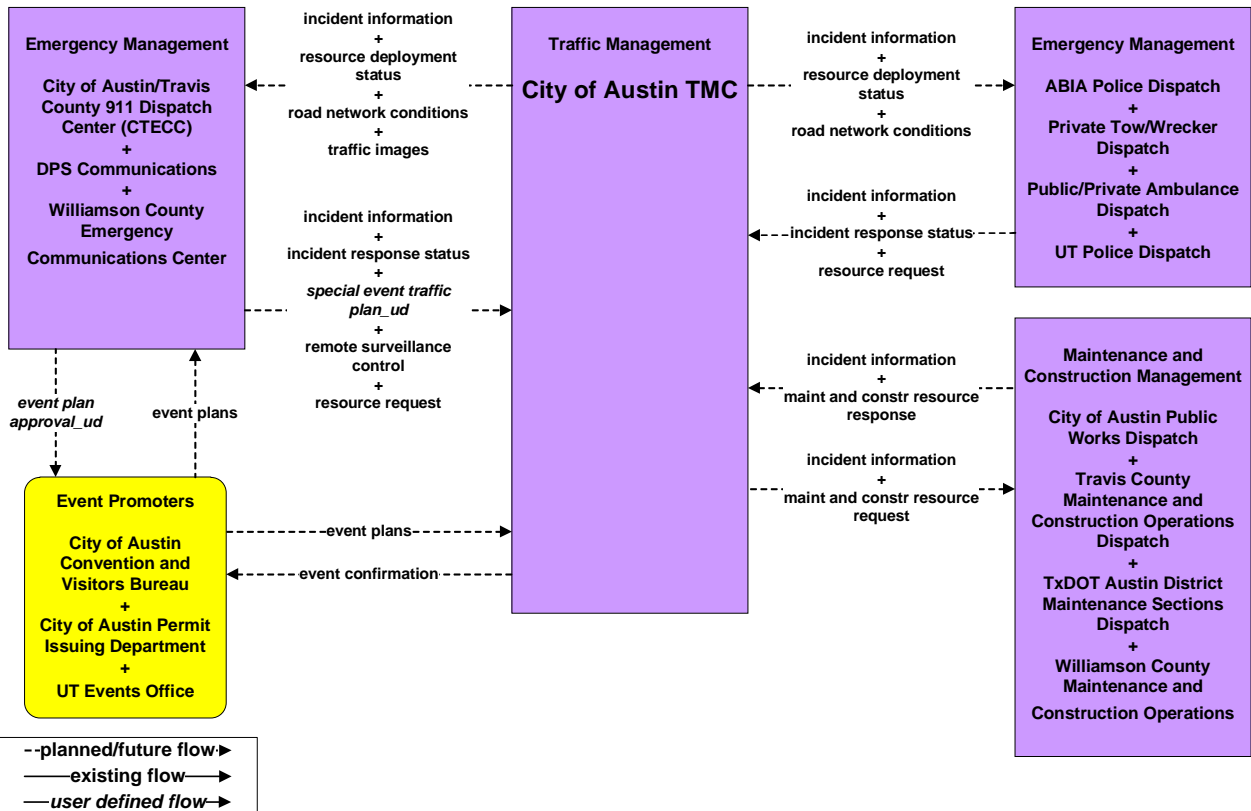 Emergency Management
City of Austin/Travis
County 911 Dispatch
Center (CTECC)
+
DPS Communications
+
Williamson County
Emergency
Communications Center
incident information
+
resource deployment
status
+
road network conditions
+
traffic images
incident information
+
incident response status
+
special event traffic
plan_ud
+
remote surveillance
control
+
resource request
Traffic Management
City of Austin TMC
incident information
+
resource deployment
status
+
road network conditions
incident information
+
incident response status
+
resource request
Emergency Management
ABIA Police Dispatch
+
Private Tow/Wrecker
Dispatch
+
Public/Private Ambulance
Dispatch
+
UT Police Dispatch
incident information
+
maint and constr resource
response
incident information
+
maint and constr resource
request
Maintenance and
Construction Management
City of Austin Public
Works Dispatch
+
Travis County
Maintenance and
Construction Operations
Dispatch
+
TxDOT Austin District
Maintenance Sections
Dispatch
+
Williamson County
Maintenance and
Construction Operations
event plan
approval_ud
event plans
Event Promoters
City of Austin
Convention and
Visitors Bureau
+
City of Austin Permit
Issuing Department
+
UT Events Office
event plans
event confirmation
planned/future flow
existing flow
user defined flow